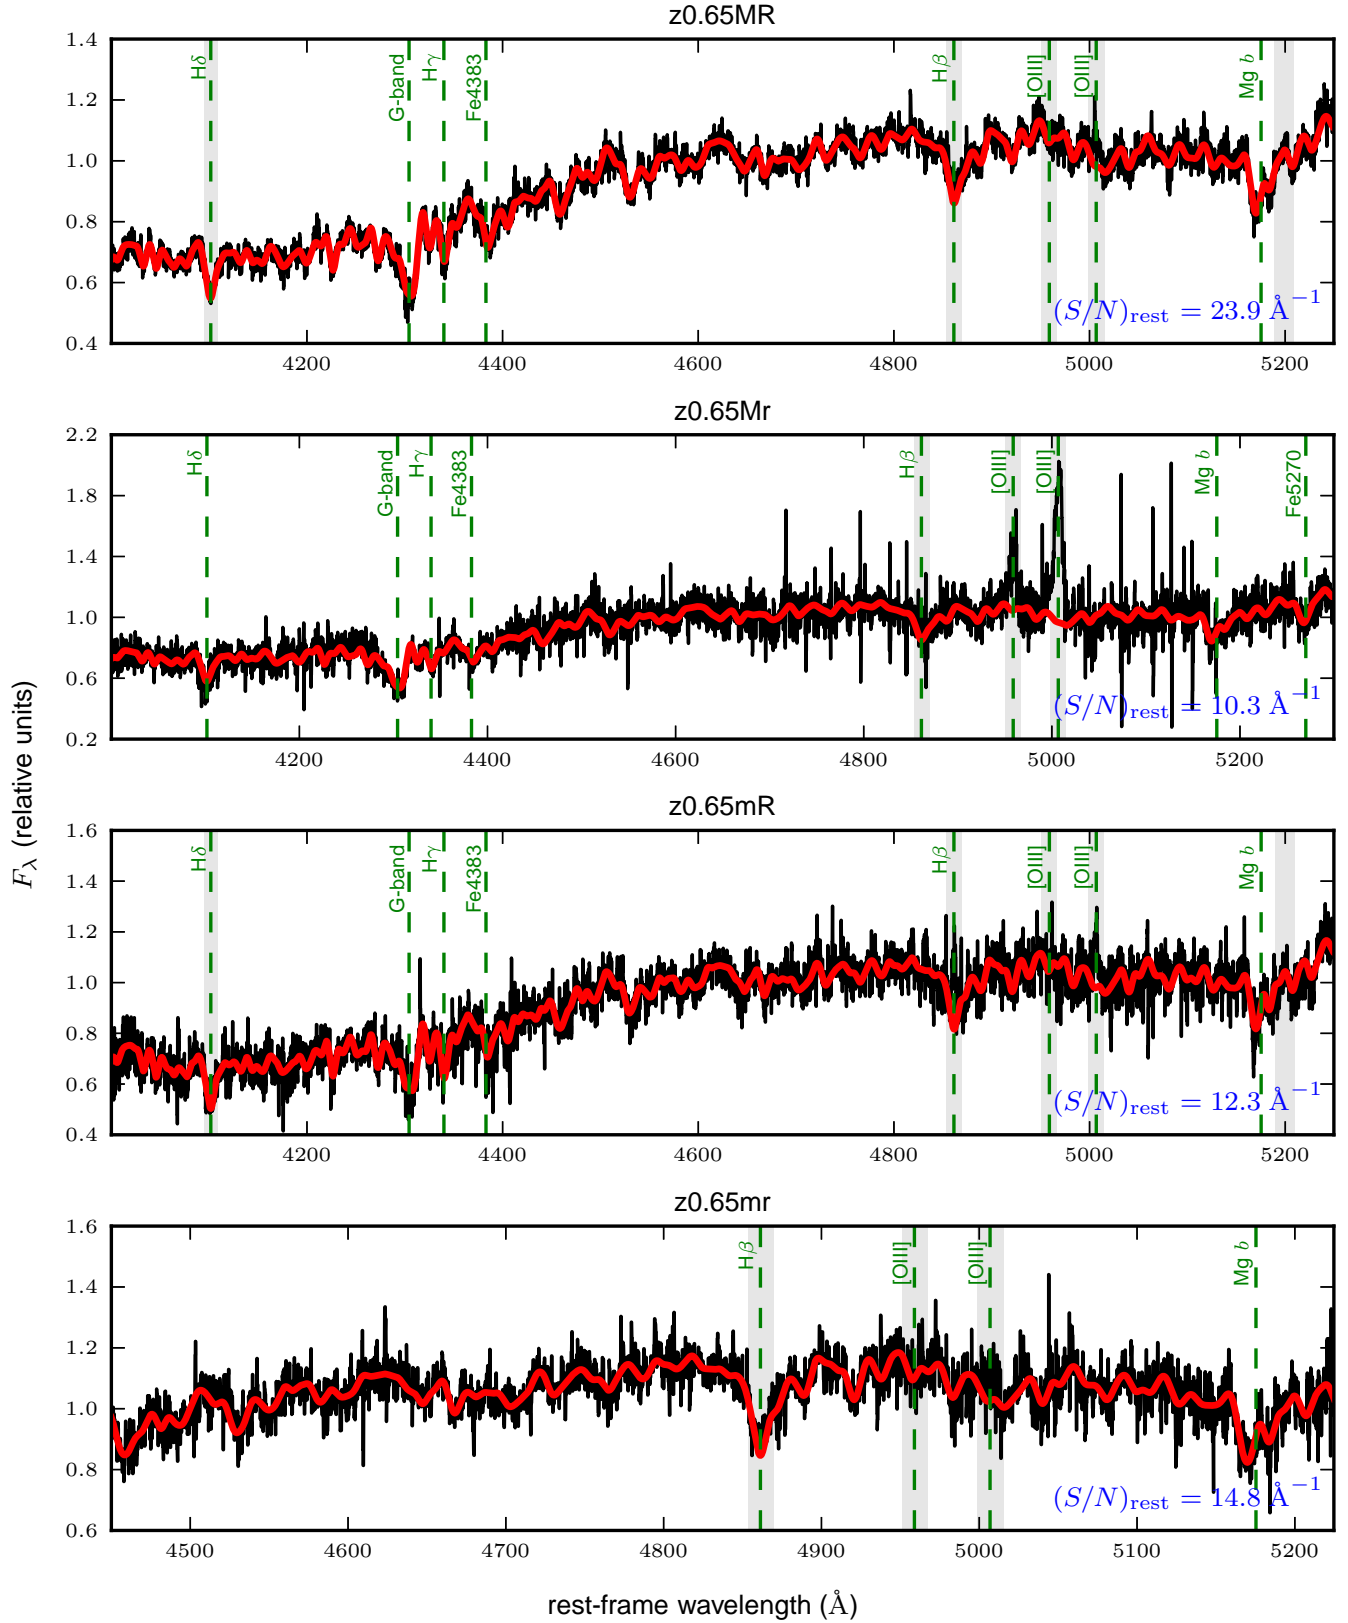 z0.65MR
1.4
1.2
1.0
0.8
0.6
0.4
Hδ
G-band
Hγ
Fe4383
Hβ
[OIII]
[OIII]
Mg b
(S/N)rest = 23.9 Å−1
4200
4400
4600
4800
5000
5200
z0.65Mr
2.2
1.8
1.4
1.0
0.6
0.2
Hδ
G-band
Hγ
Fe4383
Hβ
[OIII]
[OIII]
Mg b
Fe5270
(S/N)rest = 10.3 Å−1
4200
4400
4600
4800
5000
5200
Fλ (relative units)
z0.65mR
1.6
1.4
1.2
1.0
0.8
0.6
0.4
Hδ
G-band
Hγ
Fe4383
Hβ
[OIII]
[OIII]
Mg b
(S/N)rest = 12.3 Å−1
4200
4400
4600
4800
5000
5200
z0.65mr
1.6
1.4
1.2
1.0
0.8
0.6
Hβ
[OIII]
[OIII]
Mg b
(S/N)rest = 14.8 Å−1
4500
4600
4700
4800
4900
5000
5100
5200
rest-frame wavelength (Å)